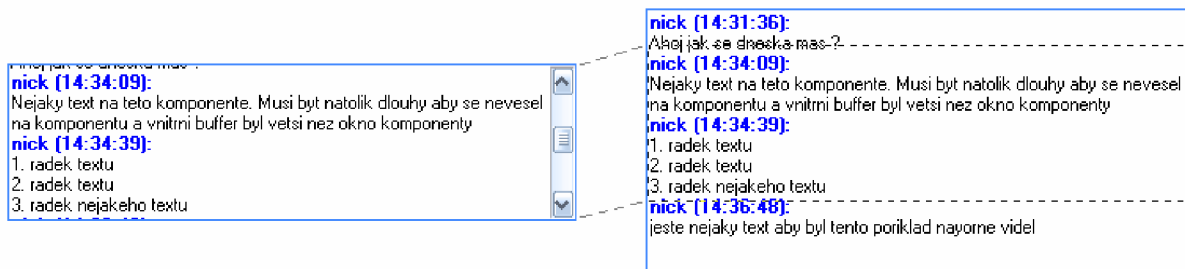 nick (14:34:09):
Nejaky text na teto komponente. Musi byt natolik dlouhy aby se nevesel
na komponentu a vnitrni buffer byl vetsi nez okno komponenty
nick (14:34:39):
1. radek textu
2. radek textu
3. radek nejakeho textu
nick (14:31:36):
Ahoj jak se dneska mas ?
nick (14:34:09):
Nejaky text na teto komponente. Musi byt natolik dlouhy aby se nevesel
na komponentu a vnitrni buffer byl vetsi nez okno komponenty
nick (14:34:39):
1. radek textu
2. radek textu
3. radek nejakeho textu
nick (14:36:48):
jeste nejaky text aby byl tento poriklad nayorne videl